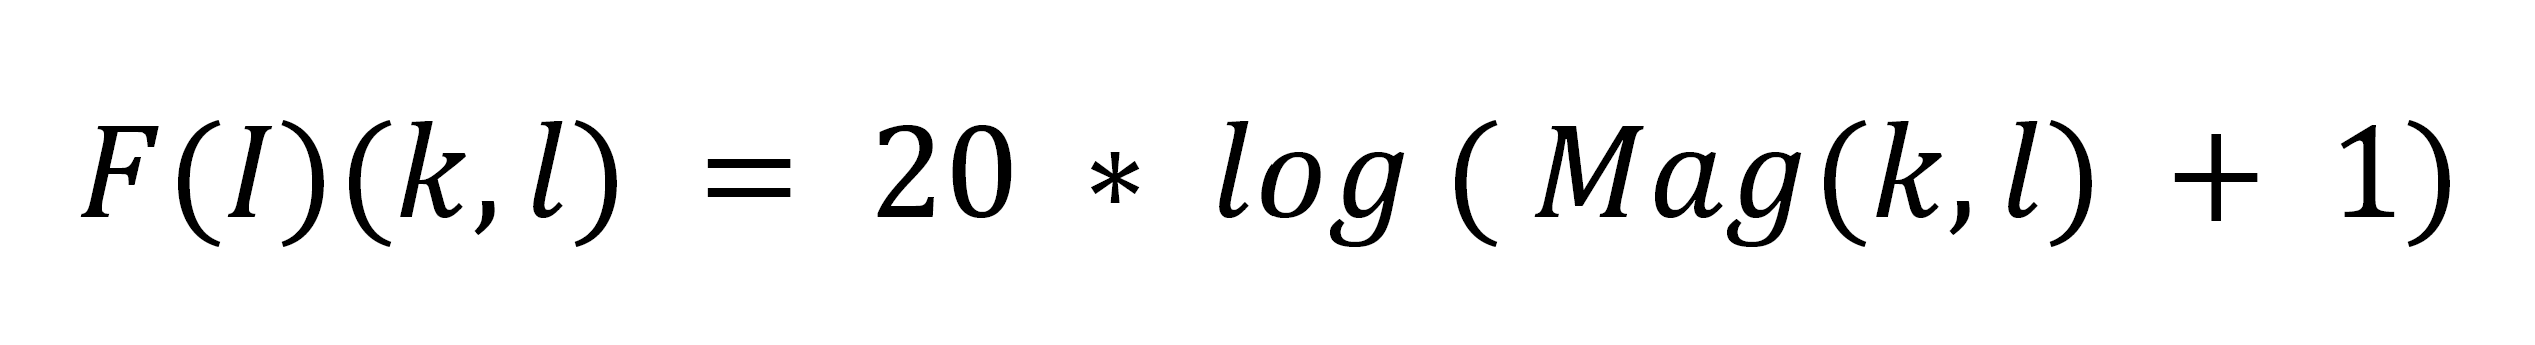 F(I)(k,l) = 20 * log ( Mag(k,l) + 1)